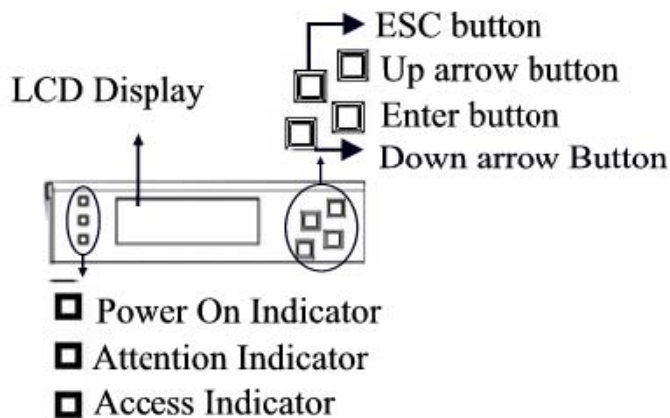 ESC button
Up arrow button
LCD Display
Enter button
Down arrow Button
Power On Indicator
Attention Indicator
Access Indicator